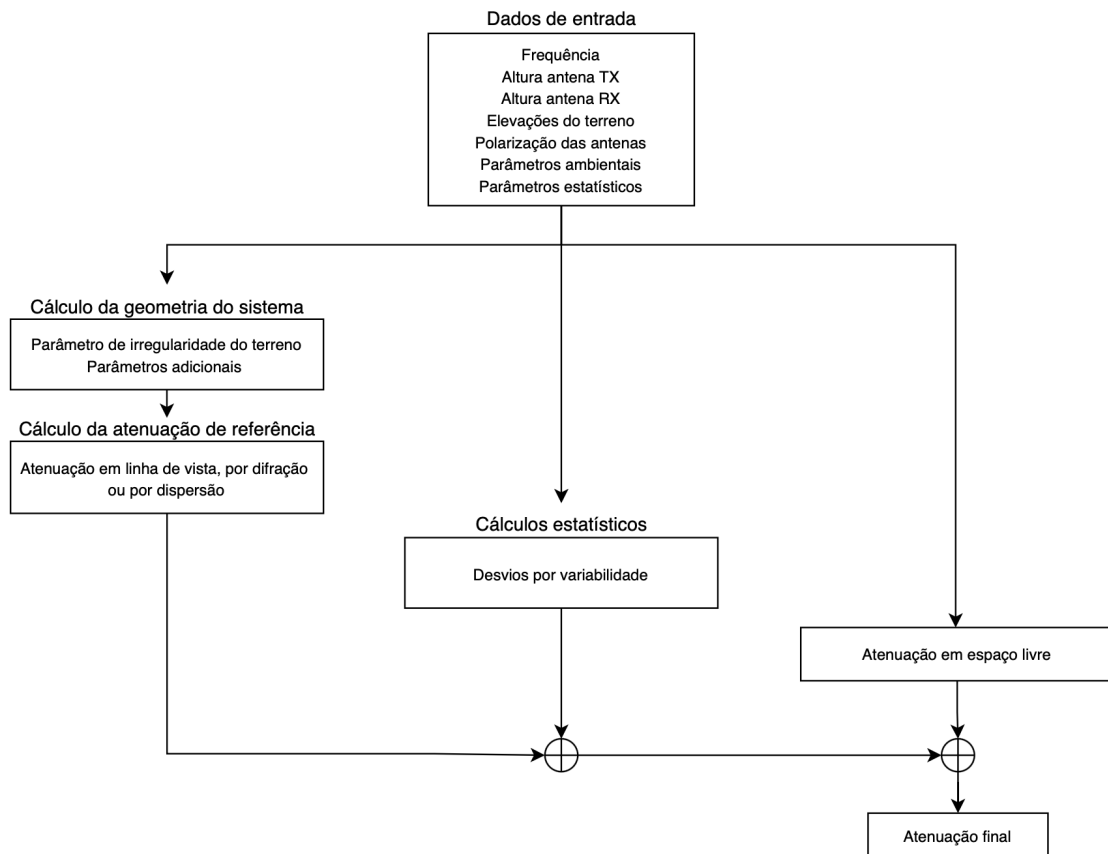 Dados de entrada
Frequência
Altura antena TX
Altura antena RX
Elevações do terreno
Polarização das antenas
Parâmetros ambientais
Parâmetros estatísticos
Cálculo da geometria do sistema
Parâmetro de irregularidade do terreno
Parâmetros adicionais
Cálculo da atenuação de referência
Atenuação em linha de vista, por difração
ou por dispersão
Cálculos estatísticos
Desvios por variabilidade
Atenuação em espaço livre
Atenuação final